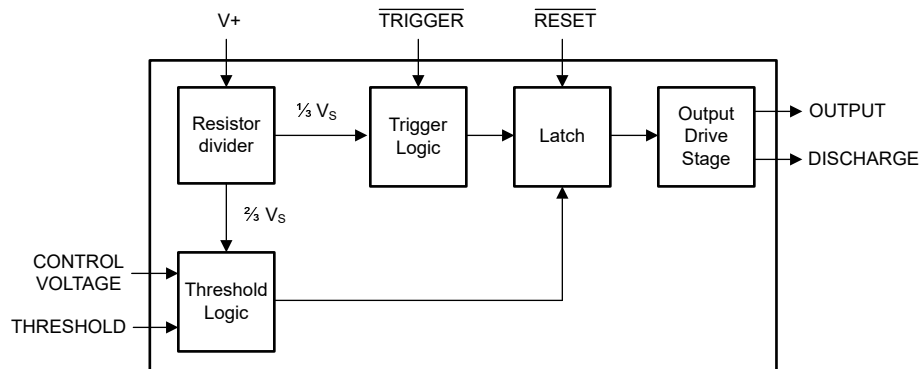 V+
TRIGGER
RESET
Resistor
divider
⅓ Vs
Trigger
Logic
Latch
Output
Drive
Stage
OUTPUT
DISCHARGE
⅔ Vs
CONTROL
VOLTAGE
THRESHOLD
Threshold
Logic